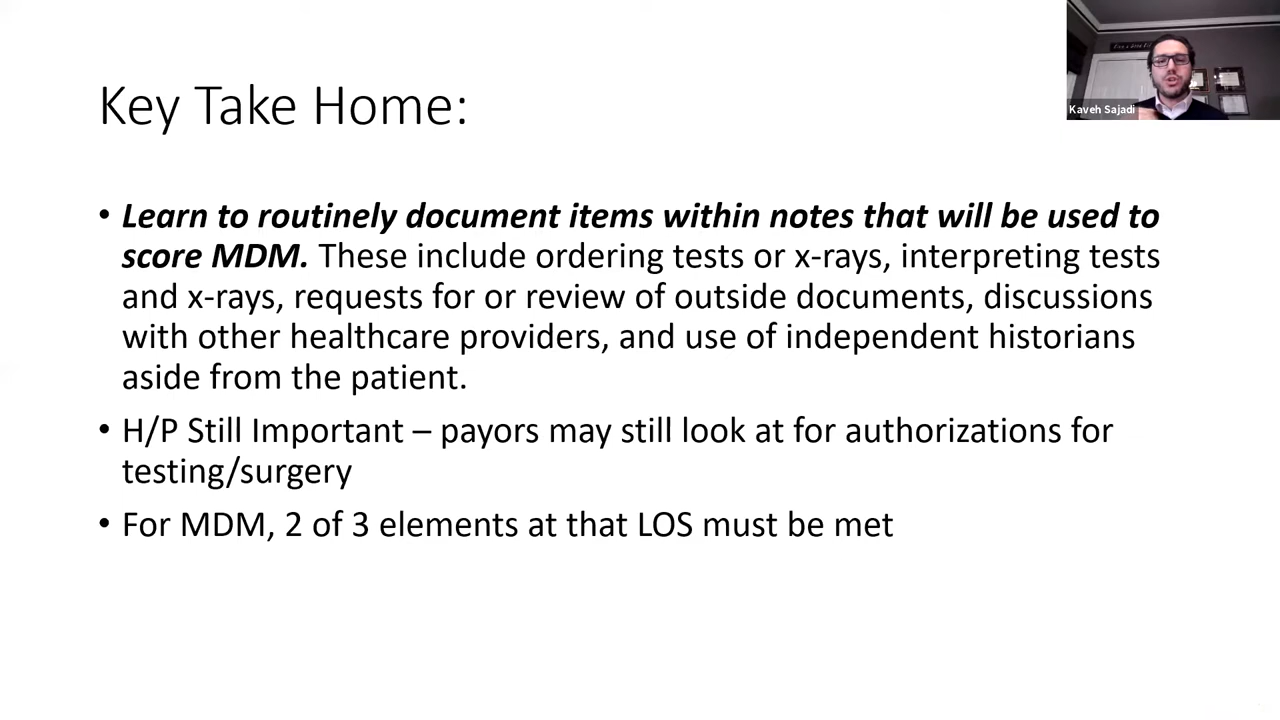 Key Take Home:
Kaveh Sajadi
• Learn to routinely document items within notes that will be used to
score MDM. These include ordering tests or x-rays, interpreting tests
and x-rays, requests for or review of outside documents, discussions
with other healthcare providers, and use of independent historians
aside from the patient.
• H/P Still Important – payors may still look at for authorizations for
testing/surgery
• For MDM, 2 of 3 elements at that LOS must be met